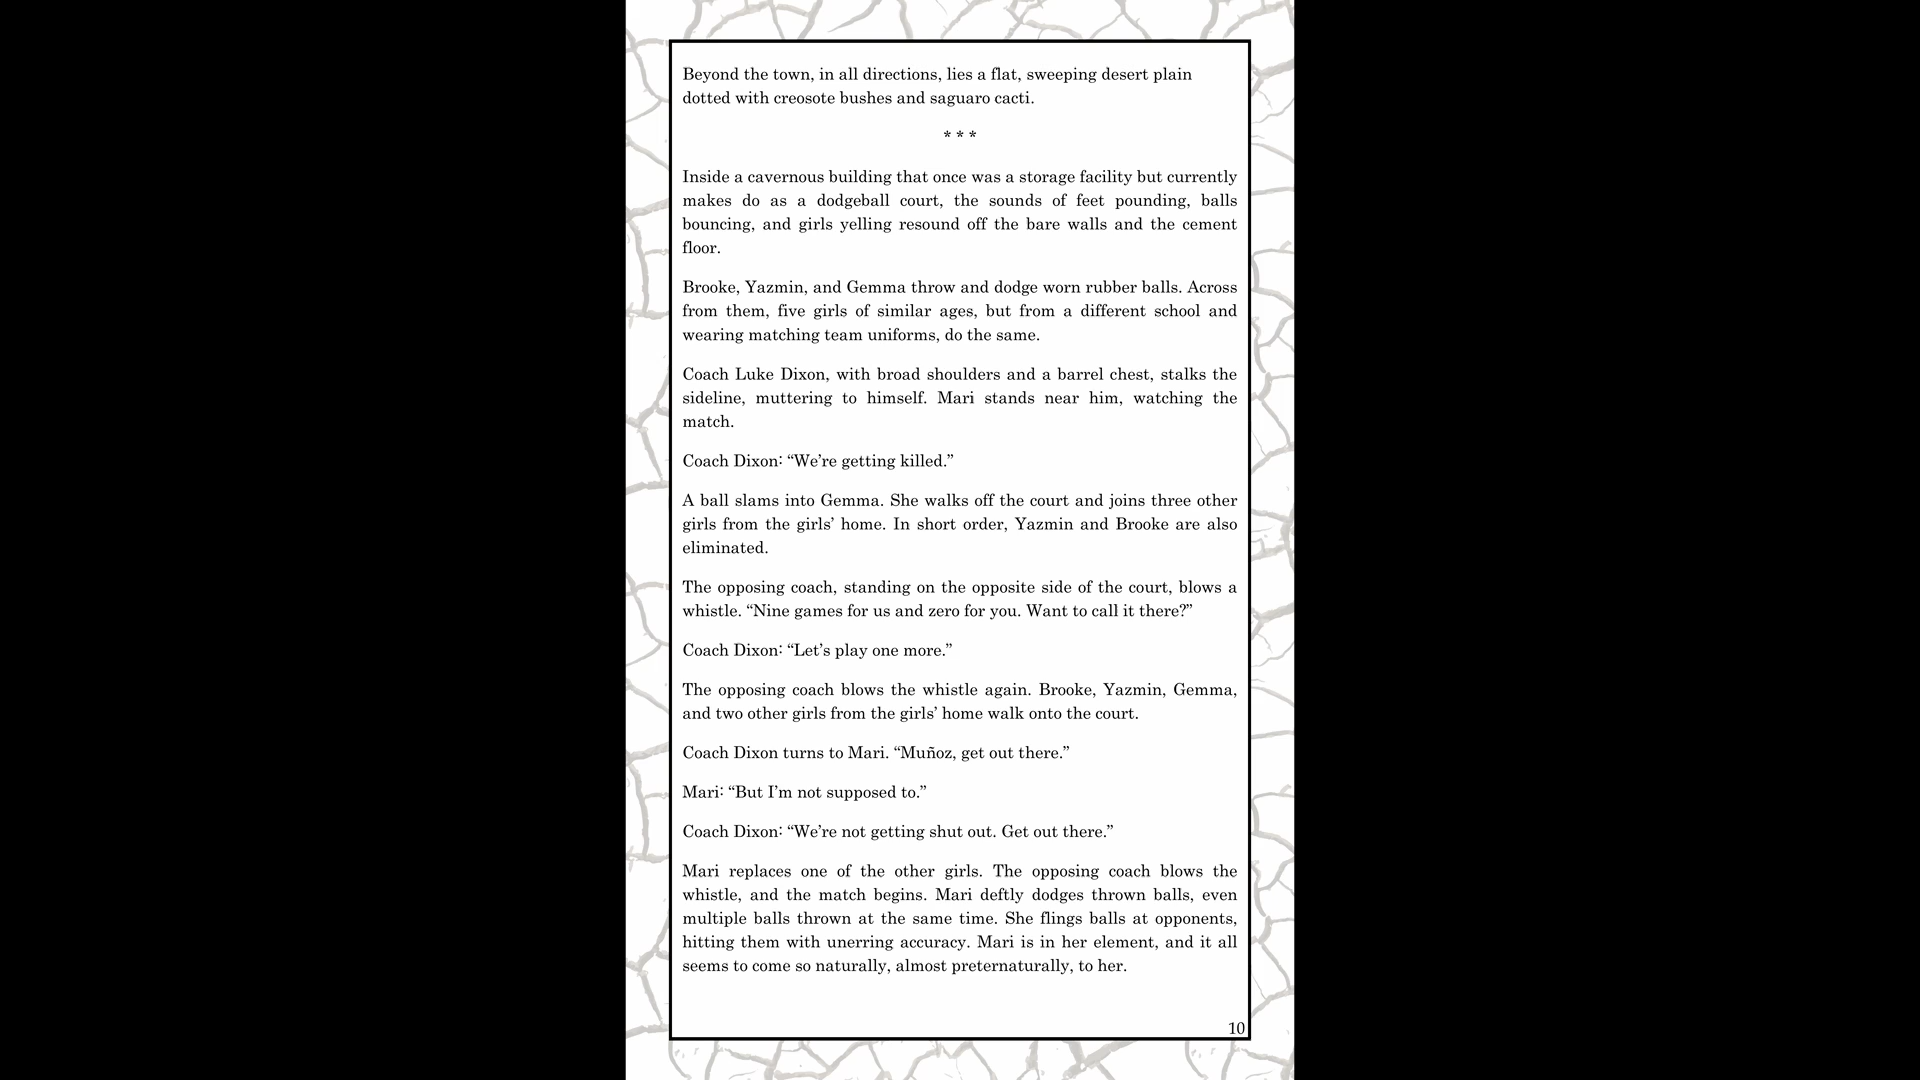 Beyond the town, in all directions, lies a flat, sweeping desert plain
dotted with creosote bushes and saguaro cacti.
* * *
Inside a cavernous building that once was a storage facility but currently
makes do as a dodgeball court, the sounds of feet pounding, balls
bouncing, and girls yelling resound off the bare walls and the cement
floor.
Brooke, Yazmin, and Gemma throw and dodge worn rubber balls. Across
from them, five girls of similar ages, but from a different school and
wearing matching team uniforms, do the same.
Coach Luke Dixon, with broad shoulders and a barrel chest, stalks the
sideline, muttering to himself. Mari stands near him, watching the
match.
Coach Dixon: “We’re getting killed.”
A ball slams into Gemma. She walks off the court and joins three other
girls from the girls’ home. In short order, Yazmin and Brooke are also
eliminated.
The opposing coach, standing on the opposite side of the court, blows a
whistle. “Nine games for us and zero for you. Want to call it there?”
Coach Dixon: “Let’s play one more.”
The opposing coach blows the whistle again. Brooke, Yazmin, Gemma,
and two other girls from the girls’ home walk onto the court.
Coach Dixon turns to Mari. “Muñoz, get out there.”
Mari: “But I’m not supposed to.”
Coach Dixon: “We’re not getting shut out. Get out there.”
Mari replaces one of the other girls. The opposing coach blows the
whistle, and the match begins. Mari deftly dodges thrown balls, even
multiple balls thrown at the same time. She flings balls at opponents,
hitting them with unerring accuracy. Mari is in her element, and it all
seems to come so naturally, almost preternaturally, to her.
10